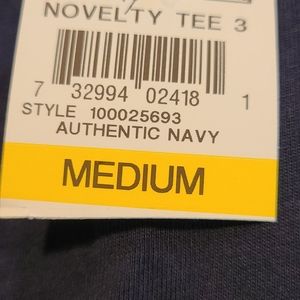 NOVELTY TEE 3
7 32994 02418 1
STYLE 100025693
AUTHENTIC NAVY
MEDIUM